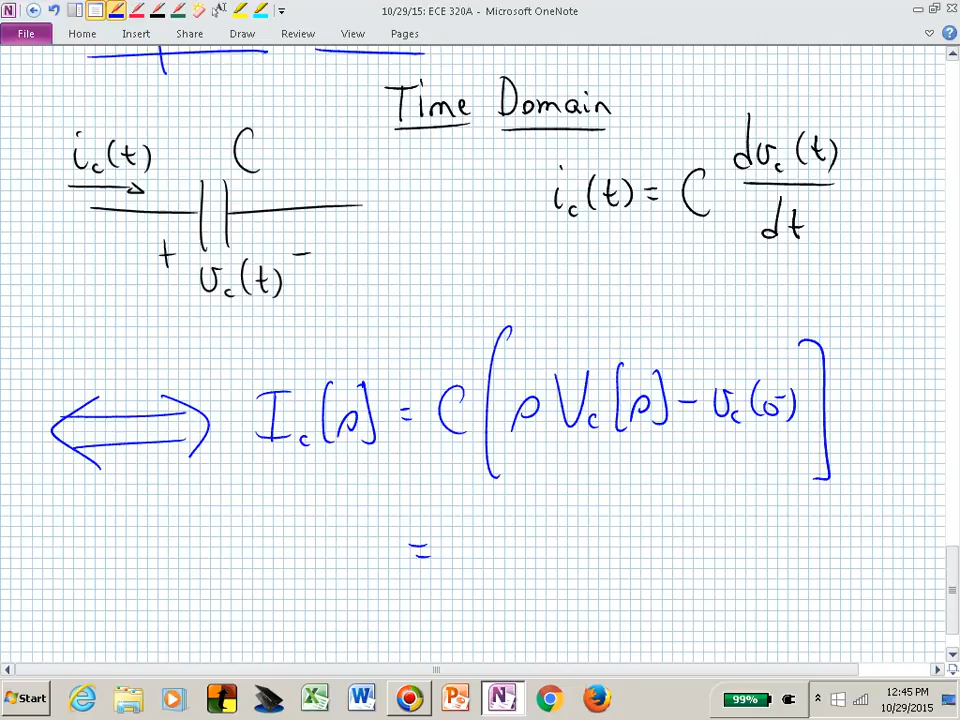 10/29/15: ECE 320A - Microsoft OneNote
File Home Insert Share Draw Review View Pages
Time Domain
i_c(t) C
i_c(t) = C dv_c(t)/dt
+ v_c(t) −
⇔ I_c[s] = C [s V_c[s] − v_c(0⁻)]
=
Start 99% 12:45 PM
10/29/2015